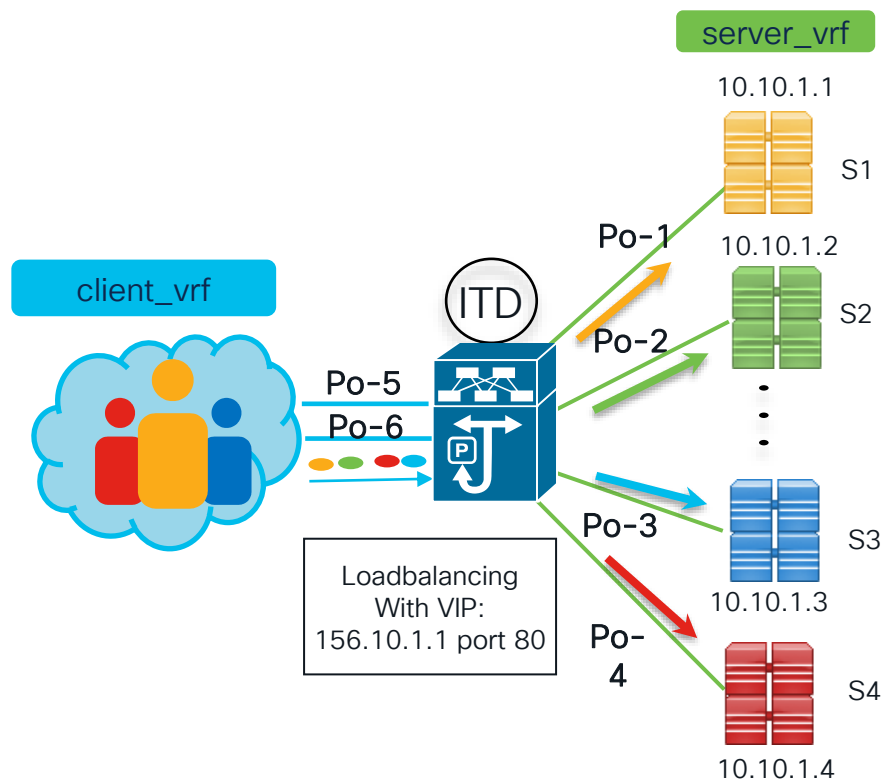 server_vrf
10.10.1.1
S1
Po-1
10.10.1.2
client_vrf
ITD
S2
Po-2
Po-5
Po-6
P
Po-3
S3
10.10.1.3
Loadbalancing
With VIP:
156.10.1.1 port 80
Po-
4
S4
10.10.1.4